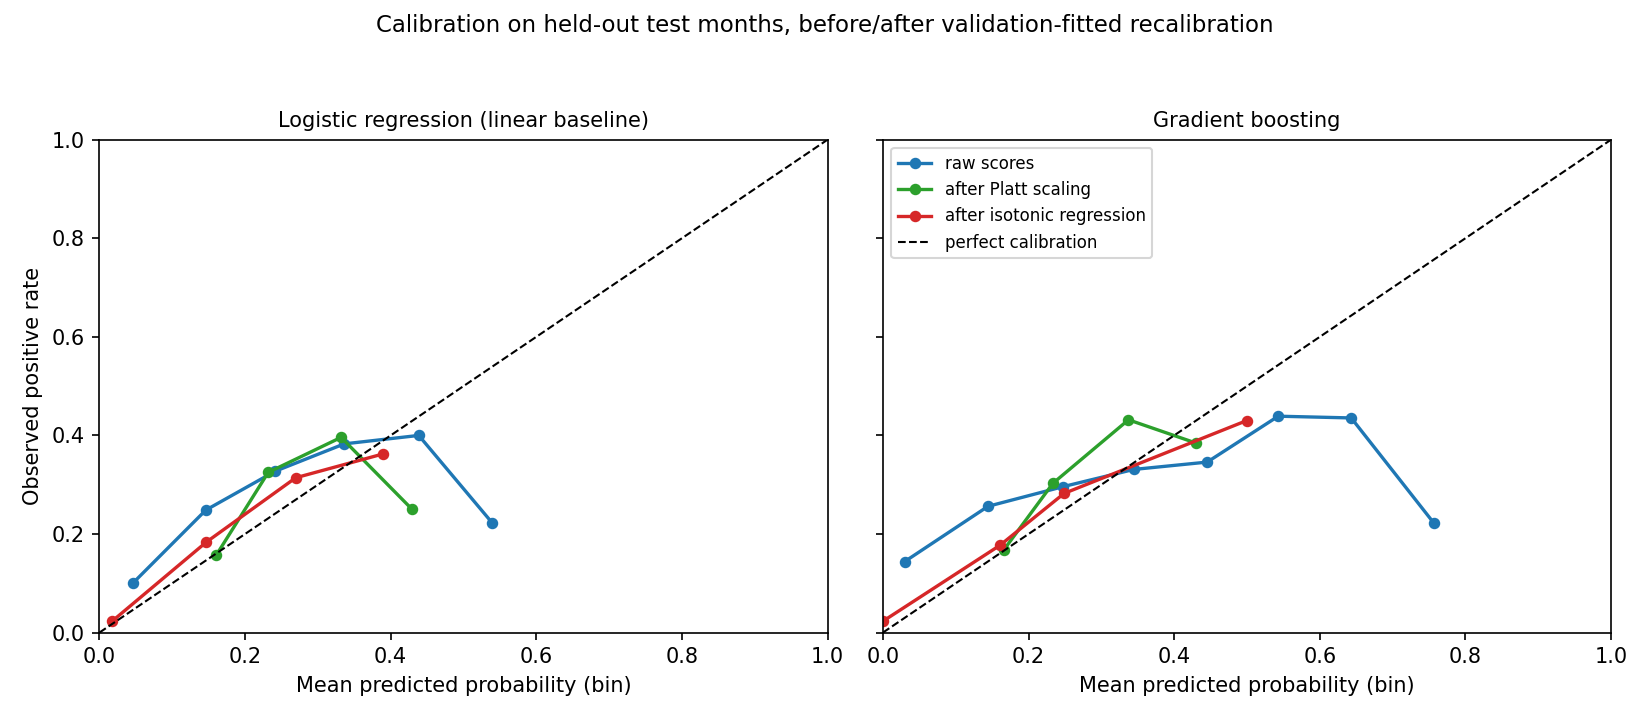 Calibration on held-out test months, before/after validation-fitted recalibration
Logistic regression (linear baseline)
1.0
0.8
0.6
0.4
0.2
0.0
Observed positive rate
0.0 0.2 0.4 0.6 0.8 1.0
Mean predicted probability (bin)
Gradient boosting
raw scores
after Platt scaling
after isotonic regression
perfect calibration
0.0 0.2 0.4 0.6 0.8 1.0
Mean predicted probability (bin)